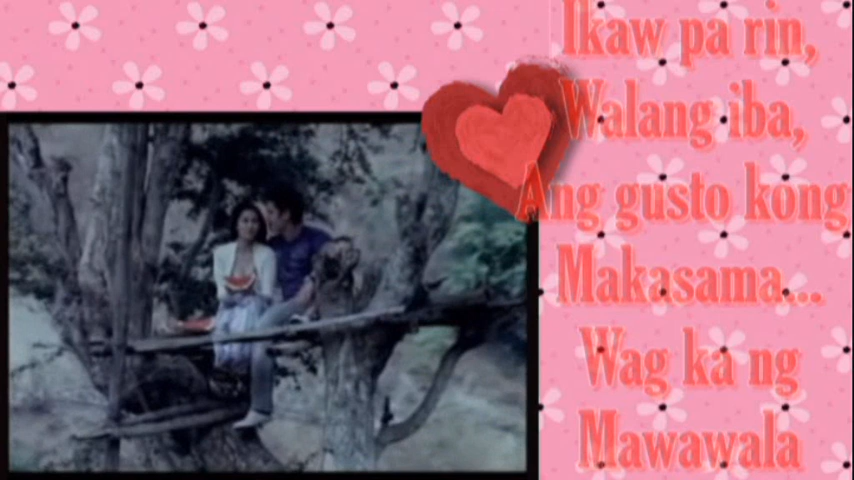 Ikaw pa rin,
Walang iba,
Ang gusto kong
Makasama...
Wag ka ng
Mawawala